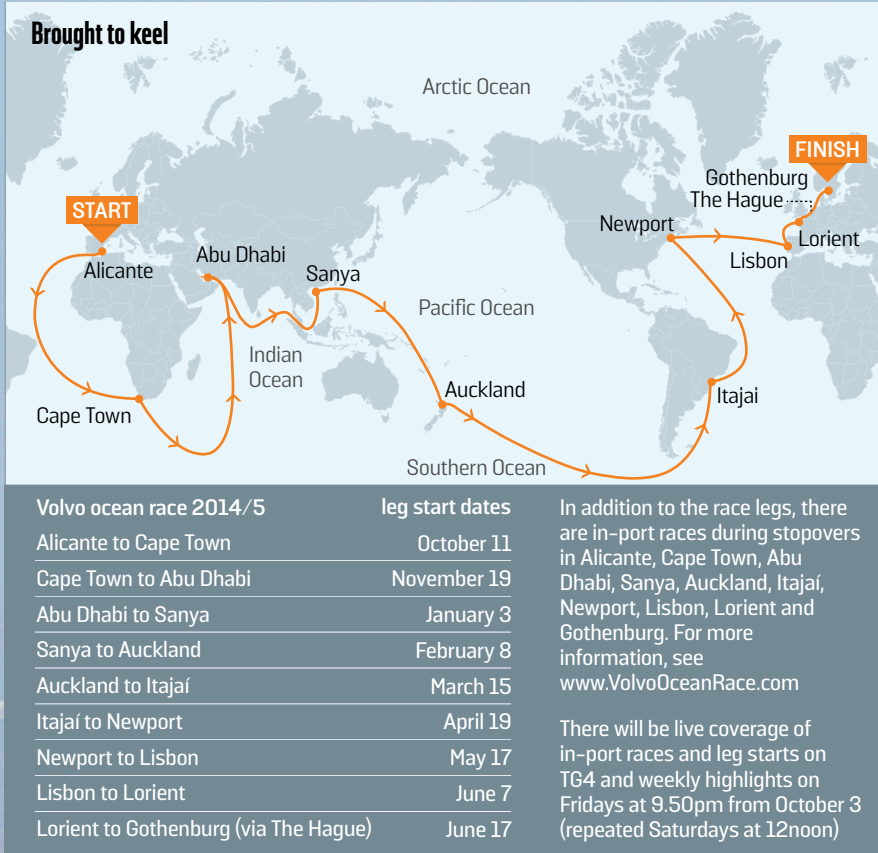 Brought to keel
Arctic Ocean
FINISH
Gothenburg
The Hague
START
Newport
Lorient
Abu Dhabi
Lisbon
Alicante
Sanya
Pacific Ocean
Indian
Ocean
Auckland
Itajai
Cape Town
Southern Ocean
Volvo ocean race 2014/5 leg start dates
Alicante to Cape Town October 11
Cape Town to Abu Dhabi November 19
Abu Dhabi to Sanya January 3
Sanya to Auckland February 8
Auckland to Itajaí March 15
Itajaí to Newport April 19
Newport to Lisbon May 17
Lisbon to Lorient June 7
Lorient to Gothenburg (via The Hague) June 17
In addition to the race legs, there
are in-port races during stopovers
in Alicante, Cape Town, Abu
Dhabi, Sanya, Auckland, Itajaí,
Newport, Lisbon, Lorient and
Gothenburg. For more
information, see
www.VolvoOceanRace.com
There will be live coverage of
in-port races and leg starts on
TG4 and weekly highlights on
Fridays at 9.50pm from October 3
(repeated Saturdays at 12noon)